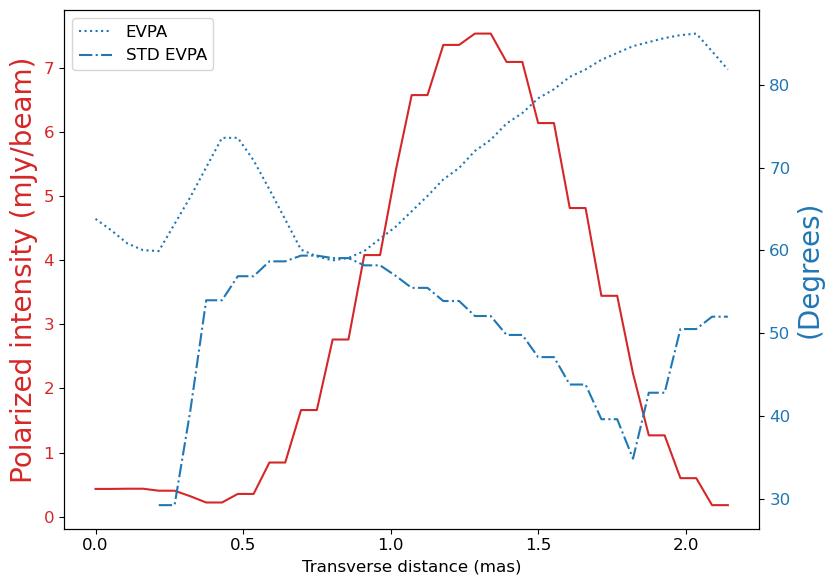 EVPA
STD EVPA
Polarized intensity (mJy/beam)
7
6
5
4
3
2
1
0
80
70
60
50
40
30
(Degrees)
0.0 0.5 1.0 1.5 2.0
Transverse distance (mas)